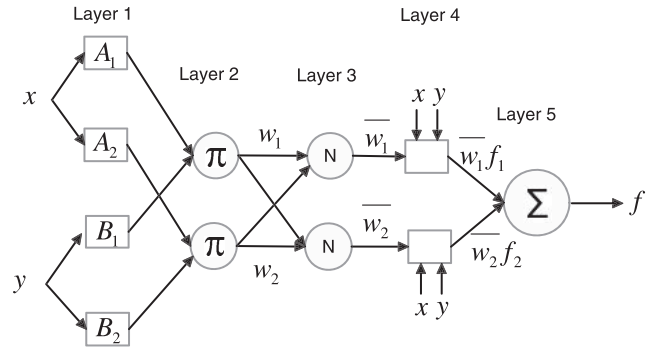 Layer 1
Layer 4
Layer 2
Layer 3
Layer 5
x
A₁
A₂
B₁
B₂
y
π
π
w₁
w₂
N
N
w̅₁
w̅₂
x y
x y
w̅₁f₁
w̅₂f₂
Σ
f